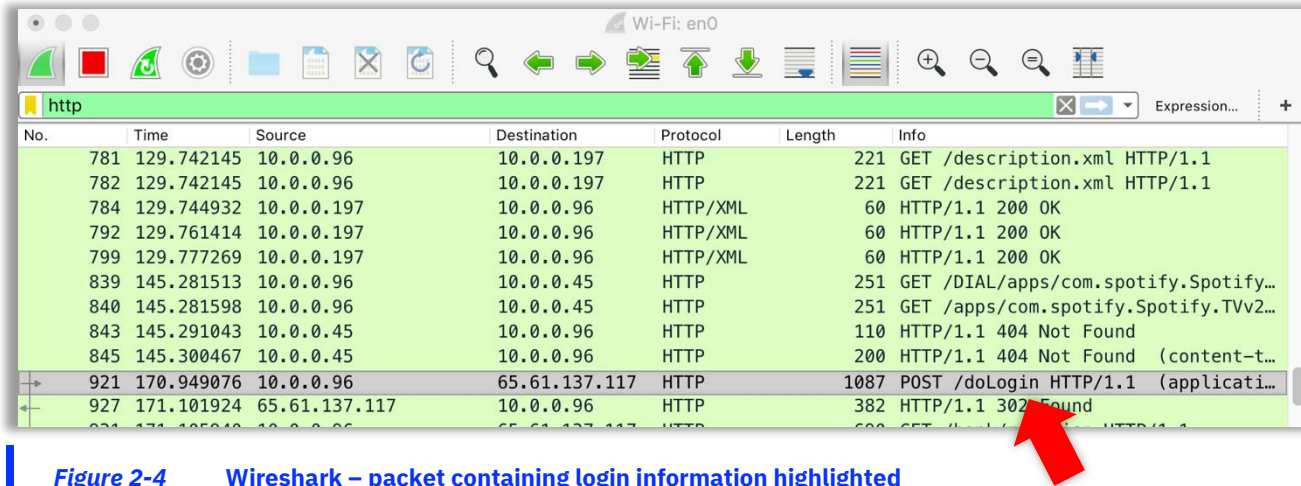 Wi-Fi: en0
http Expression... +
No. Time Source Destination Protocol Length Info
781 129.742145 10.0.0.96 10.0.0.197 HTTP 221 GET /description.xml HTTP/1.1
782 129.742145 10.0.0.96 10.0.0.197 HTTP 221 GET /description.xml HTTP/1.1
784 129.744932 10.0.0.197 10.0.0.96 HTTP/XML 60 HTTP/1.1 200 OK
792 129.761414 10.0.0.197 10.0.0.96 HTTP/XML 60 HTTP/1.1 200 OK
799 129.777269 10.0.0.197 10.0.0.96 HTTP/XML 60 HTTP/1.1 200 OK
839 145.281513 10.0.0.96 10.0.0.45 HTTP 251 GET /DIAL/apps/com.spotify.Spotify…
840 145.281598 10.0.0.96 10.0.0.45 HTTP 251 GET /apps/com.spotify.Spotify.TVv2…
843 145.291043 10.0.0.45 10.0.0.96 HTTP 110 HTTP/1.1 404 Not Found
845 145.300467 10.0.0.45 10.0.0.96 HTTP 200 HTTP/1.1 404 Not Found (content-t…
921 170.949076 10.0.0.96 65.61.137.117 HTTP 1087 POST /doLogin HTTP/1.1 (applicati…
927 171.101924 65.61.137.117 10.0.0.96 HTTP 382 HTTP/1.1 302 Found
Figure 2-4 Wireshark – packet containing login information highlighted